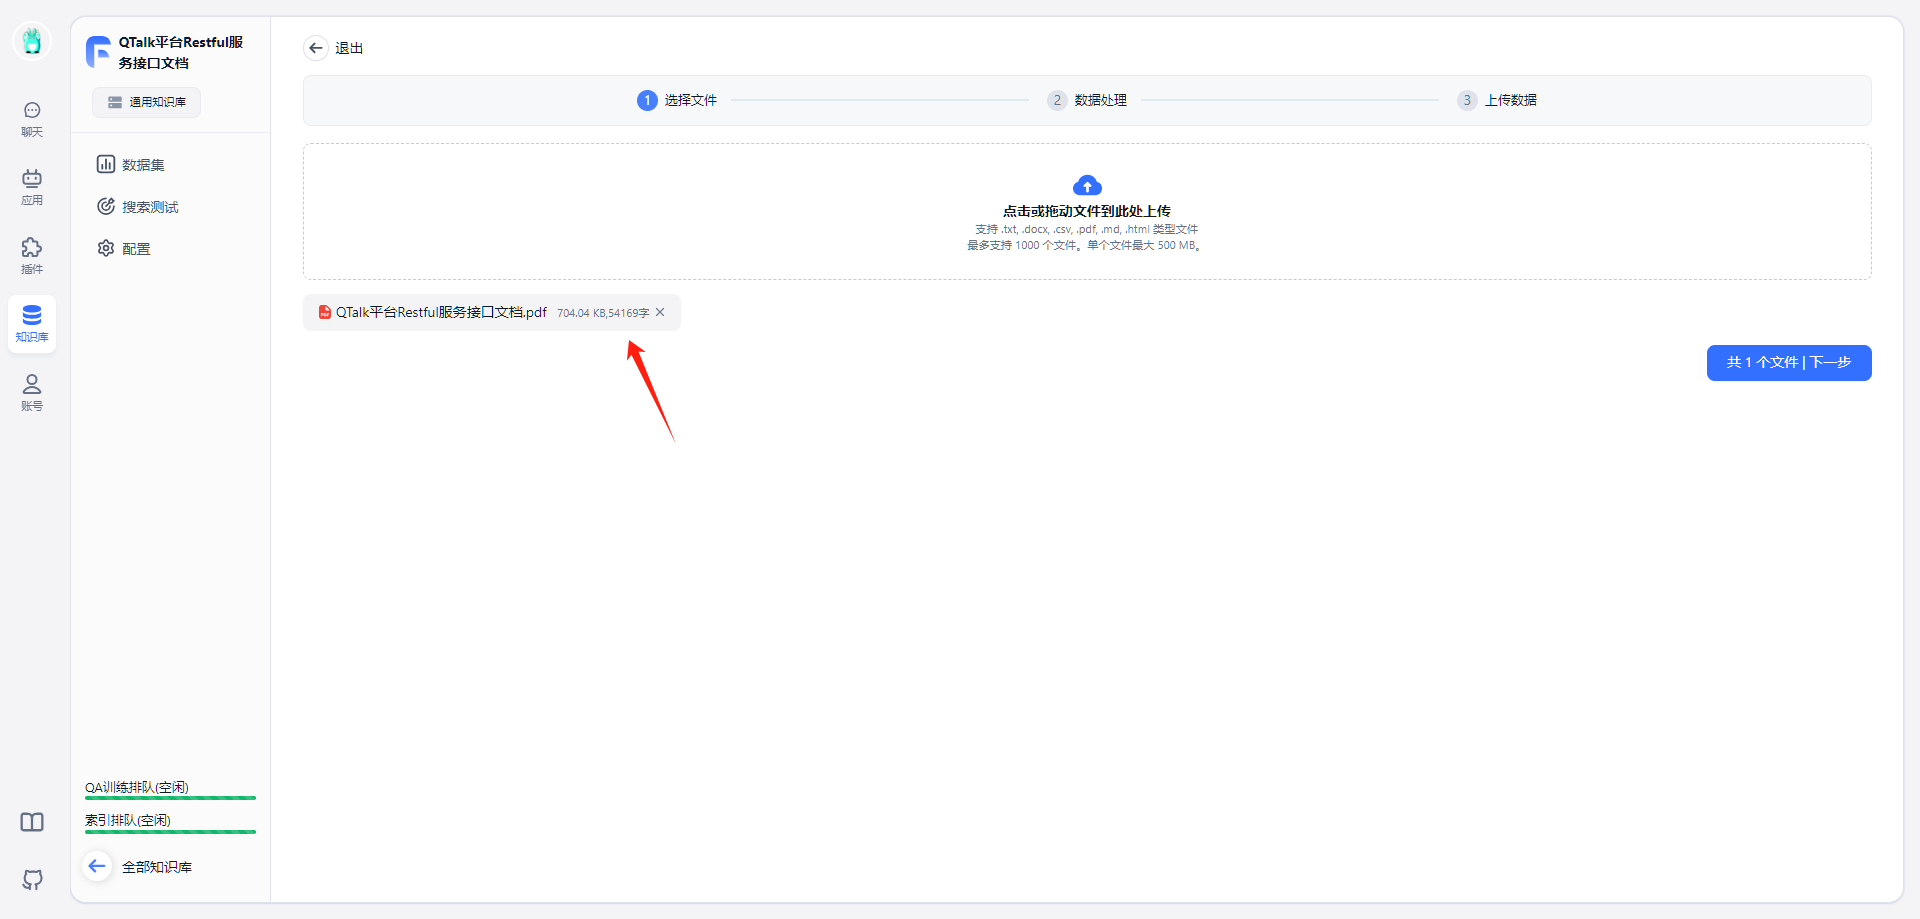 聊天
应用
插件
知识库
账号
QTalk平台Restful服
务接口文档
通用知识库
数据集
搜索测试
配置
QA训练排队(空闲)
索引排队(空闲)
全部知识库
退出
1 选择文件
2 数据处理
3 上传数据
点击或拖动文件到此处上传
支持 .txt, .docx, .csv, .pdf, .md, .html 类型文件
最多支持 1000 个文件。单个文件最大 500 MB。
QTalk平台Restful服务接口文档.pdf 704.04 KB,54169字
共 1 个文件 | 下一步